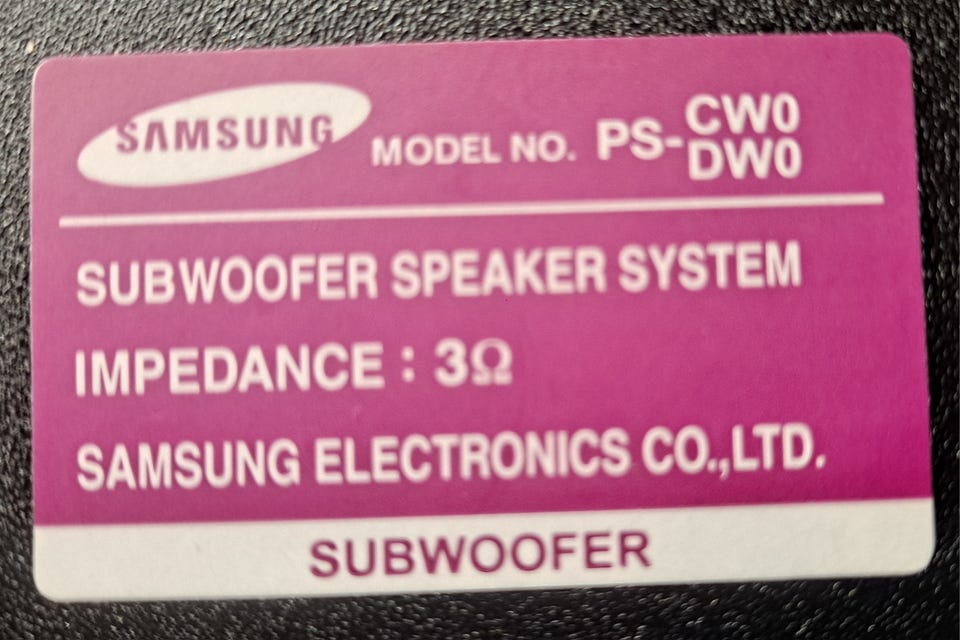 SAMSUNG MODEL NO. PS-CW0
DW0
SUBWOOFER SPEAKER SYSTEM
IMPEDANCE : 3Ω
SAMSUNG ELECTRONICS CO.,LTD.
SUBWOOFER